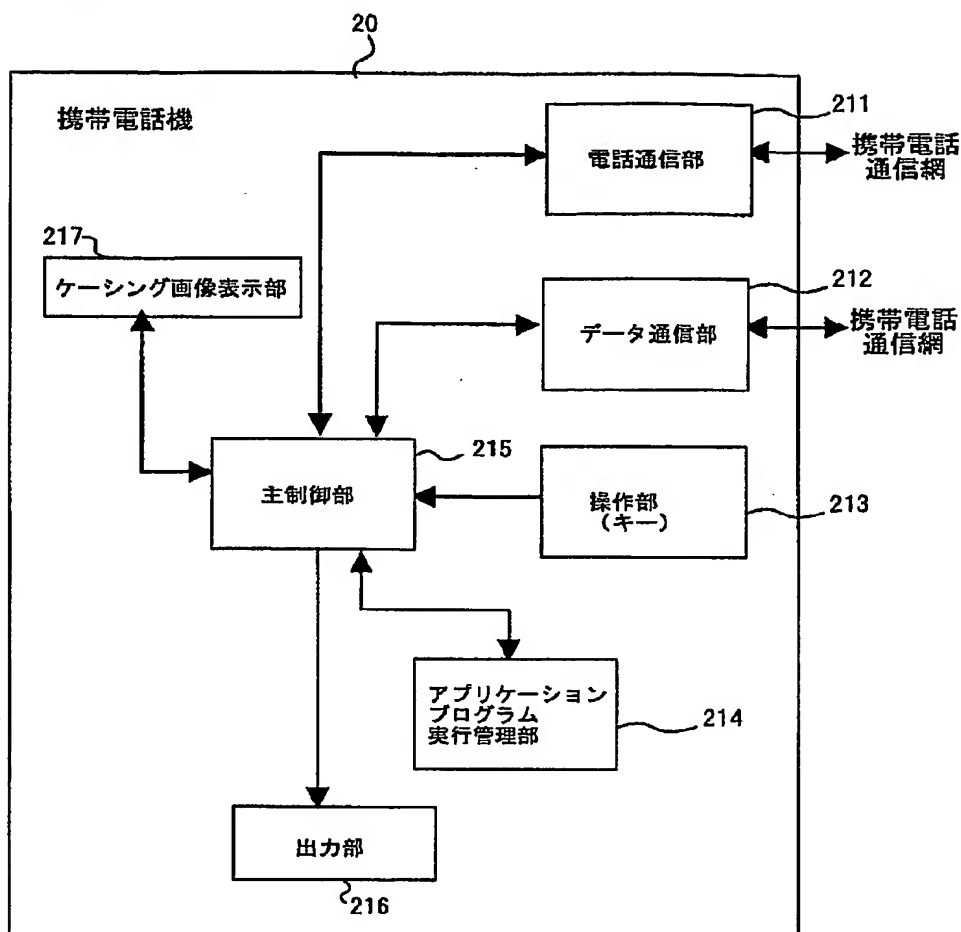 20
携帯電話機
211
電話通信部
携帯電話
通信網
217
ケーシング画像表示部
212
データ通信部
携帯電話
通信網
215
主制御部
操作部
(キー)
213
アプリケーション
プログラム
実行管理部
214
出力部
216